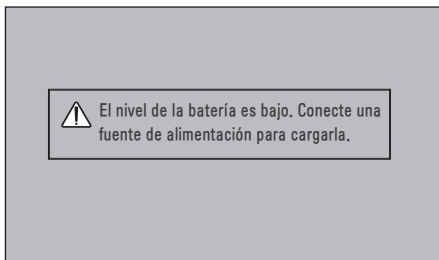 El nivel de la batería es bajo. Conecte una
fuente de alimentación para cargarla.